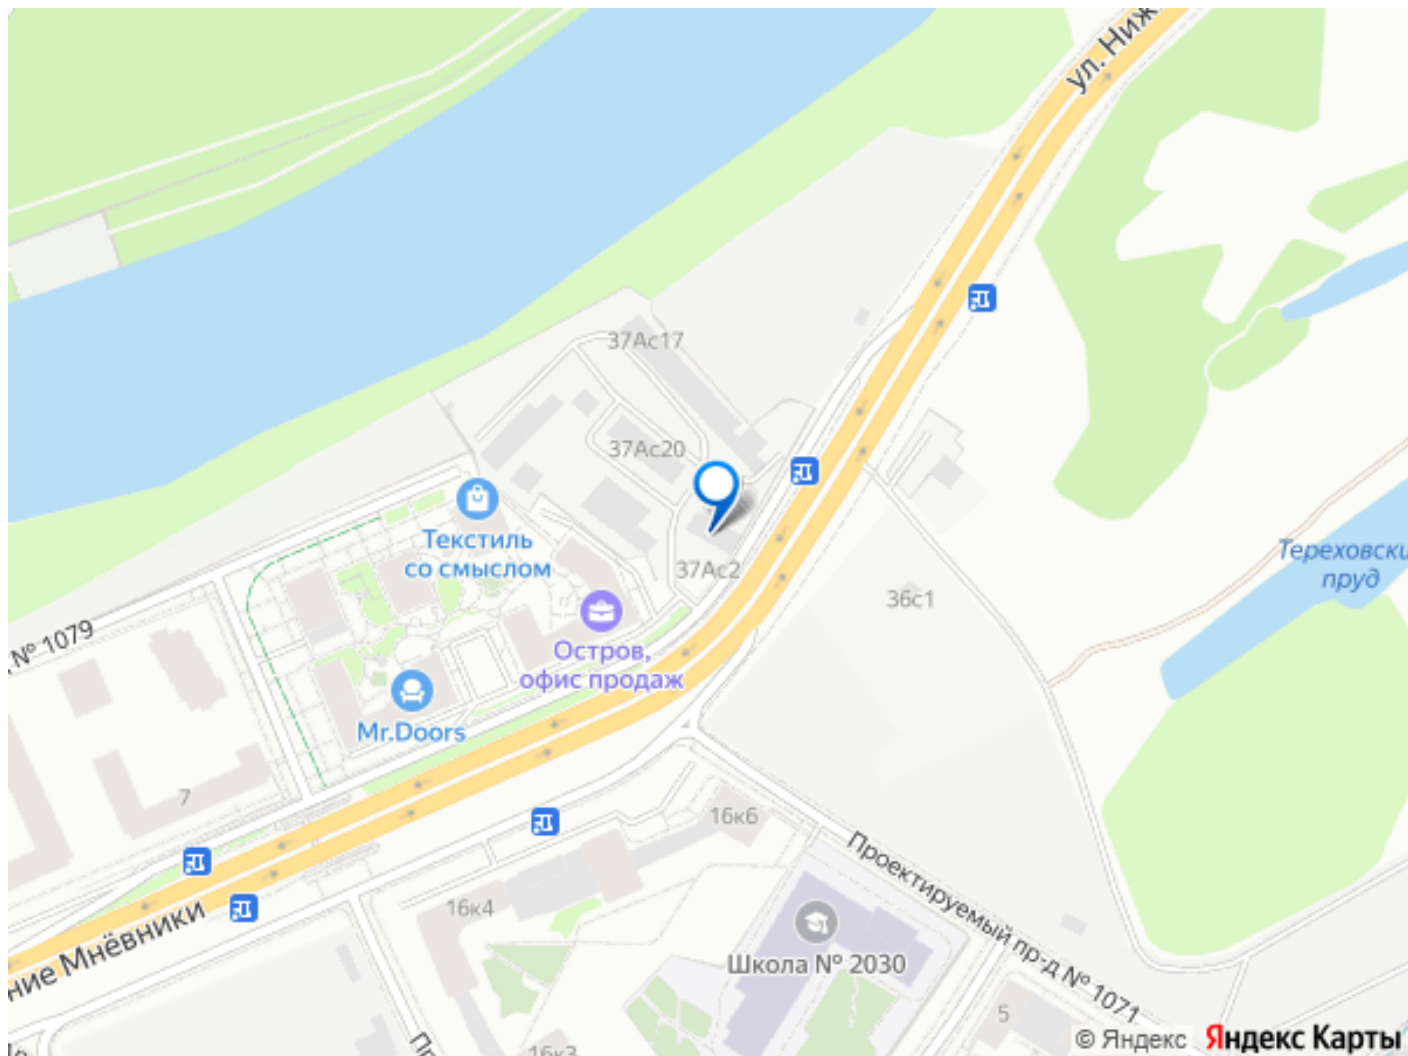 ул. Ниж
37Ас17
37Ас20
Текстиль
со смыслом
37Ас2
Тереховски
пруд
36с1
№ 1079
Остров,
офис продаж
Mr.Doors
7
16к6
Проектируемый пр-д № 1071
16к4
ние Мнёвники
Школа № 2030
5
16к3
© Яндекс
Яндекс Карты